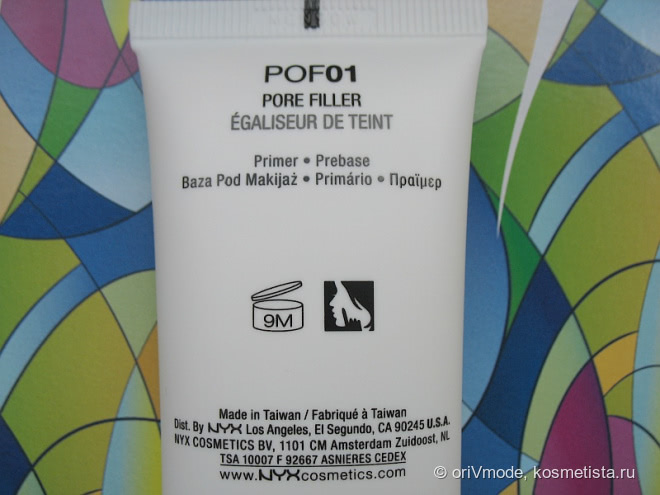 POF01
PORE FILLER
ÉGALISEUR DE TEINT
Primer • Prebase
Baza Pod Makijaż • Primário • Праймер
9M
Made in Taiwan / Fabriqué à Taiwan
Dist. By NYX Los Angeles, El Segundo, CA 90245 U.S.A.
NYX COSMETICS BV, 1101 CM Amsterdam Zuidoost, NL
TSA 10007 F 92667 ASNIERES CEDEX
www.NYXcosmetics.com
© oriVmode, kosmetista.ru